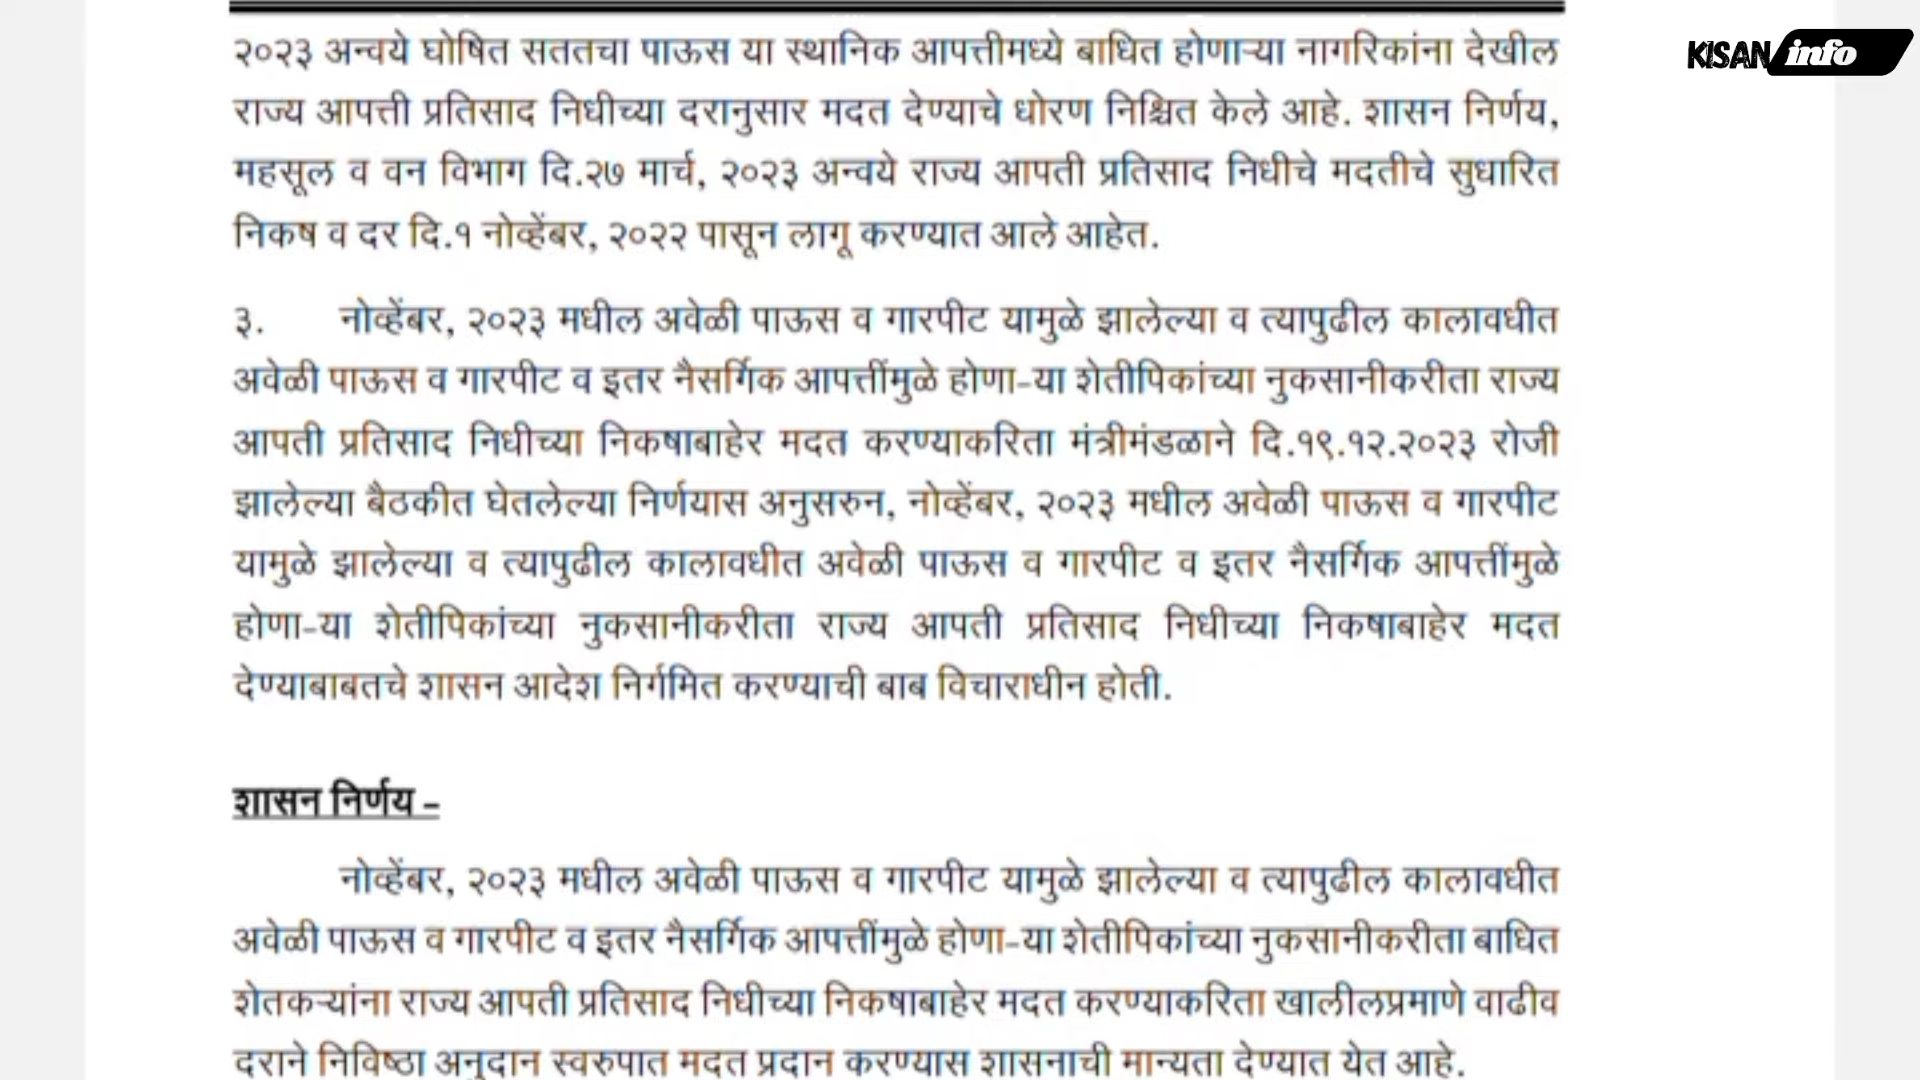 २०२३ अन्वये घोषित सततचा पाऊस या स्थानिक आपत्तीमध्ये बाधित होणाऱ्या नागरिकांना देखील
राज्य आपत्ती प्रतिसाद निधीच्या दरानुसार मदत देण्याचे धोरण निश्चित केले आहे. शासन निर्णय,
महसूल व वन विभाग दि.२७ मार्च, २०२३ अन्वये राज्य आपती प्रतिसाद निधीचे मदतीचे सुधारित
निकष व दर दि.१ नोव्हेंबर, २०२२ पासून लागू करण्यात आले आहेत.
३. नोव्हेंबर, २०२३ मधील अवेळी पाऊस व गारपीट यामुळे झालेल्या व त्यापुढील कालावधीत
अवेळी पाऊस व गारपीट व इतर नैसर्गिक आपत्तींमुळे होणा-या शेतीपिकांच्या नुकसानीकरीता राज्य
आपती प्रतिसाद निधीच्या निकषाबाहेर मदत करण्याकरिता मंत्रीमंडळाने दि.१९.१२.२०२३ रोजी
झालेल्या बैठकीत घेतलेल्या निर्णयास अनुसरुन, नोव्हेंबर, २०२३ मधील अवेळी पाऊस व गारपीट
यामुळे झालेल्या व त्यापुढील कालावधीत अवेळी पाऊस व गारपीट व इतर नैसर्गिक आपत्तींमुळे
होणा-या शेतीपिकांच्या नुकसानीकरीता राज्य आपती प्रतिसाद निधीच्या निकषाबाहेर मदत
देण्याबाबतचे शासन आदेश निर्गमित करण्याची बाब विचाराधीन होती.
शासन निर्णय –
नोव्हेंबर, २०२३ मधील अवेळी पाऊस व गारपीट यामुळे झालेल्या व त्यापुढील कालावधीत
अवेळी पाऊस व गारपीट व इतर नैसर्गिक आपत्तींमुळे होणा-या शेतीपिकांच्या नुकसानीकरीता बाधित
शेतकऱ्यांना राज्य आपती प्रतिसाद निधीच्या निकषाबाहेर मदत करण्याकरिता खालीलप्रमाणे वाढीव
दराने निविष्ठा अनुदान स्वरुपात मदत प्रदान करण्यास शासनाची मान्यता देण्यात येत आहे.
KISAN info